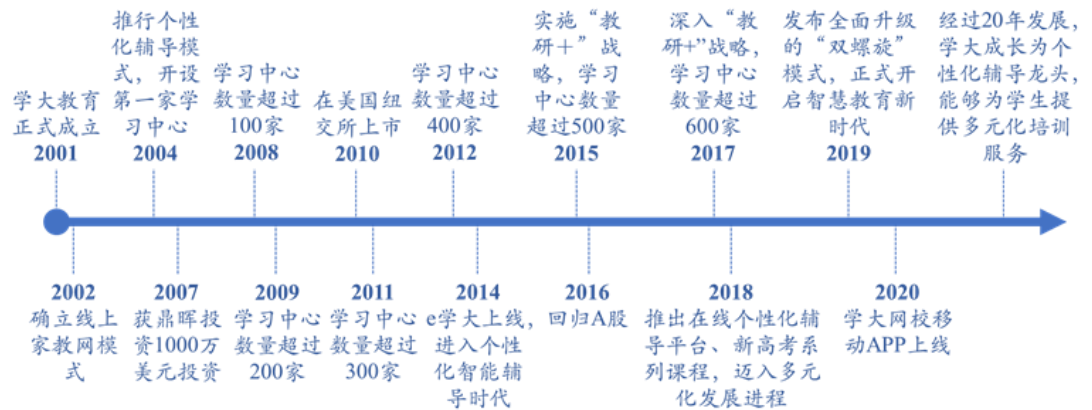 学大教育
正式成立
2001
推行个性
化辅导模
式，开设
第一家学
习中心
2004
学习中心
数量超过
100家
2008
在美国纽
交所上市
2010
学习中心
数量超过
400家
2012
实施“教
研＋”战
略，学习
中心数量
超过500家
2015
深入“教
研+”战略，
学习中心
数量超过
600家
2017
发布全面升级
的“双螺旋”
模式，正式开
启智慧教育新
时代
2019
经过20年发展，
学大成长为个
性化辅导龙头，
能够为学生提
供多元化培训
服务
2002
确立线上
家教网模
式
2007
获鼎晖投
资1000万
美元投资
2009
学习中心
数量超过
200家
2011
学习中心
数量超过
300家
2014
e学大上线，
进入个性
化智能辅
导时代
2016
回归A股
2018
推出在线个性化辅
导平台、新高考系
列课程，迈入多元
化发展进程
2020
学大网校移
动APP上线